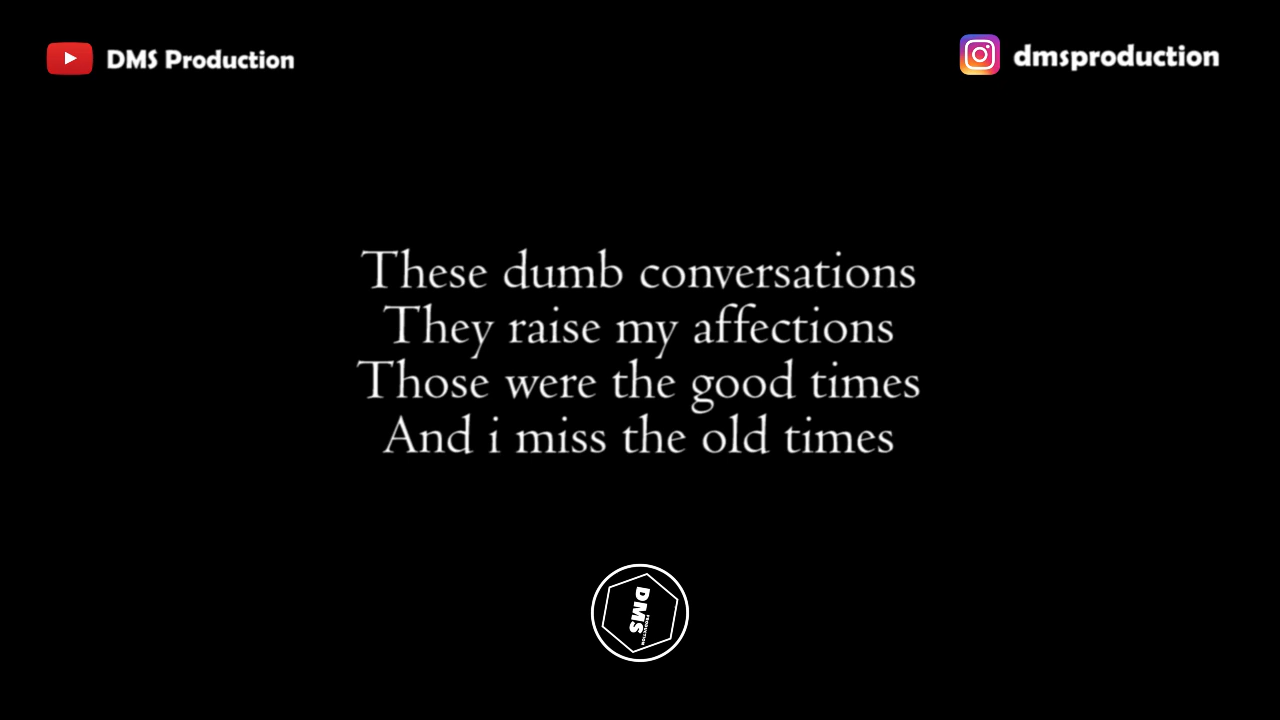 DMS Production
dmsproduction
These dumb conversations
They raise my affections
Those were the good times
And i miss the old times
DMS
PRODUCTION